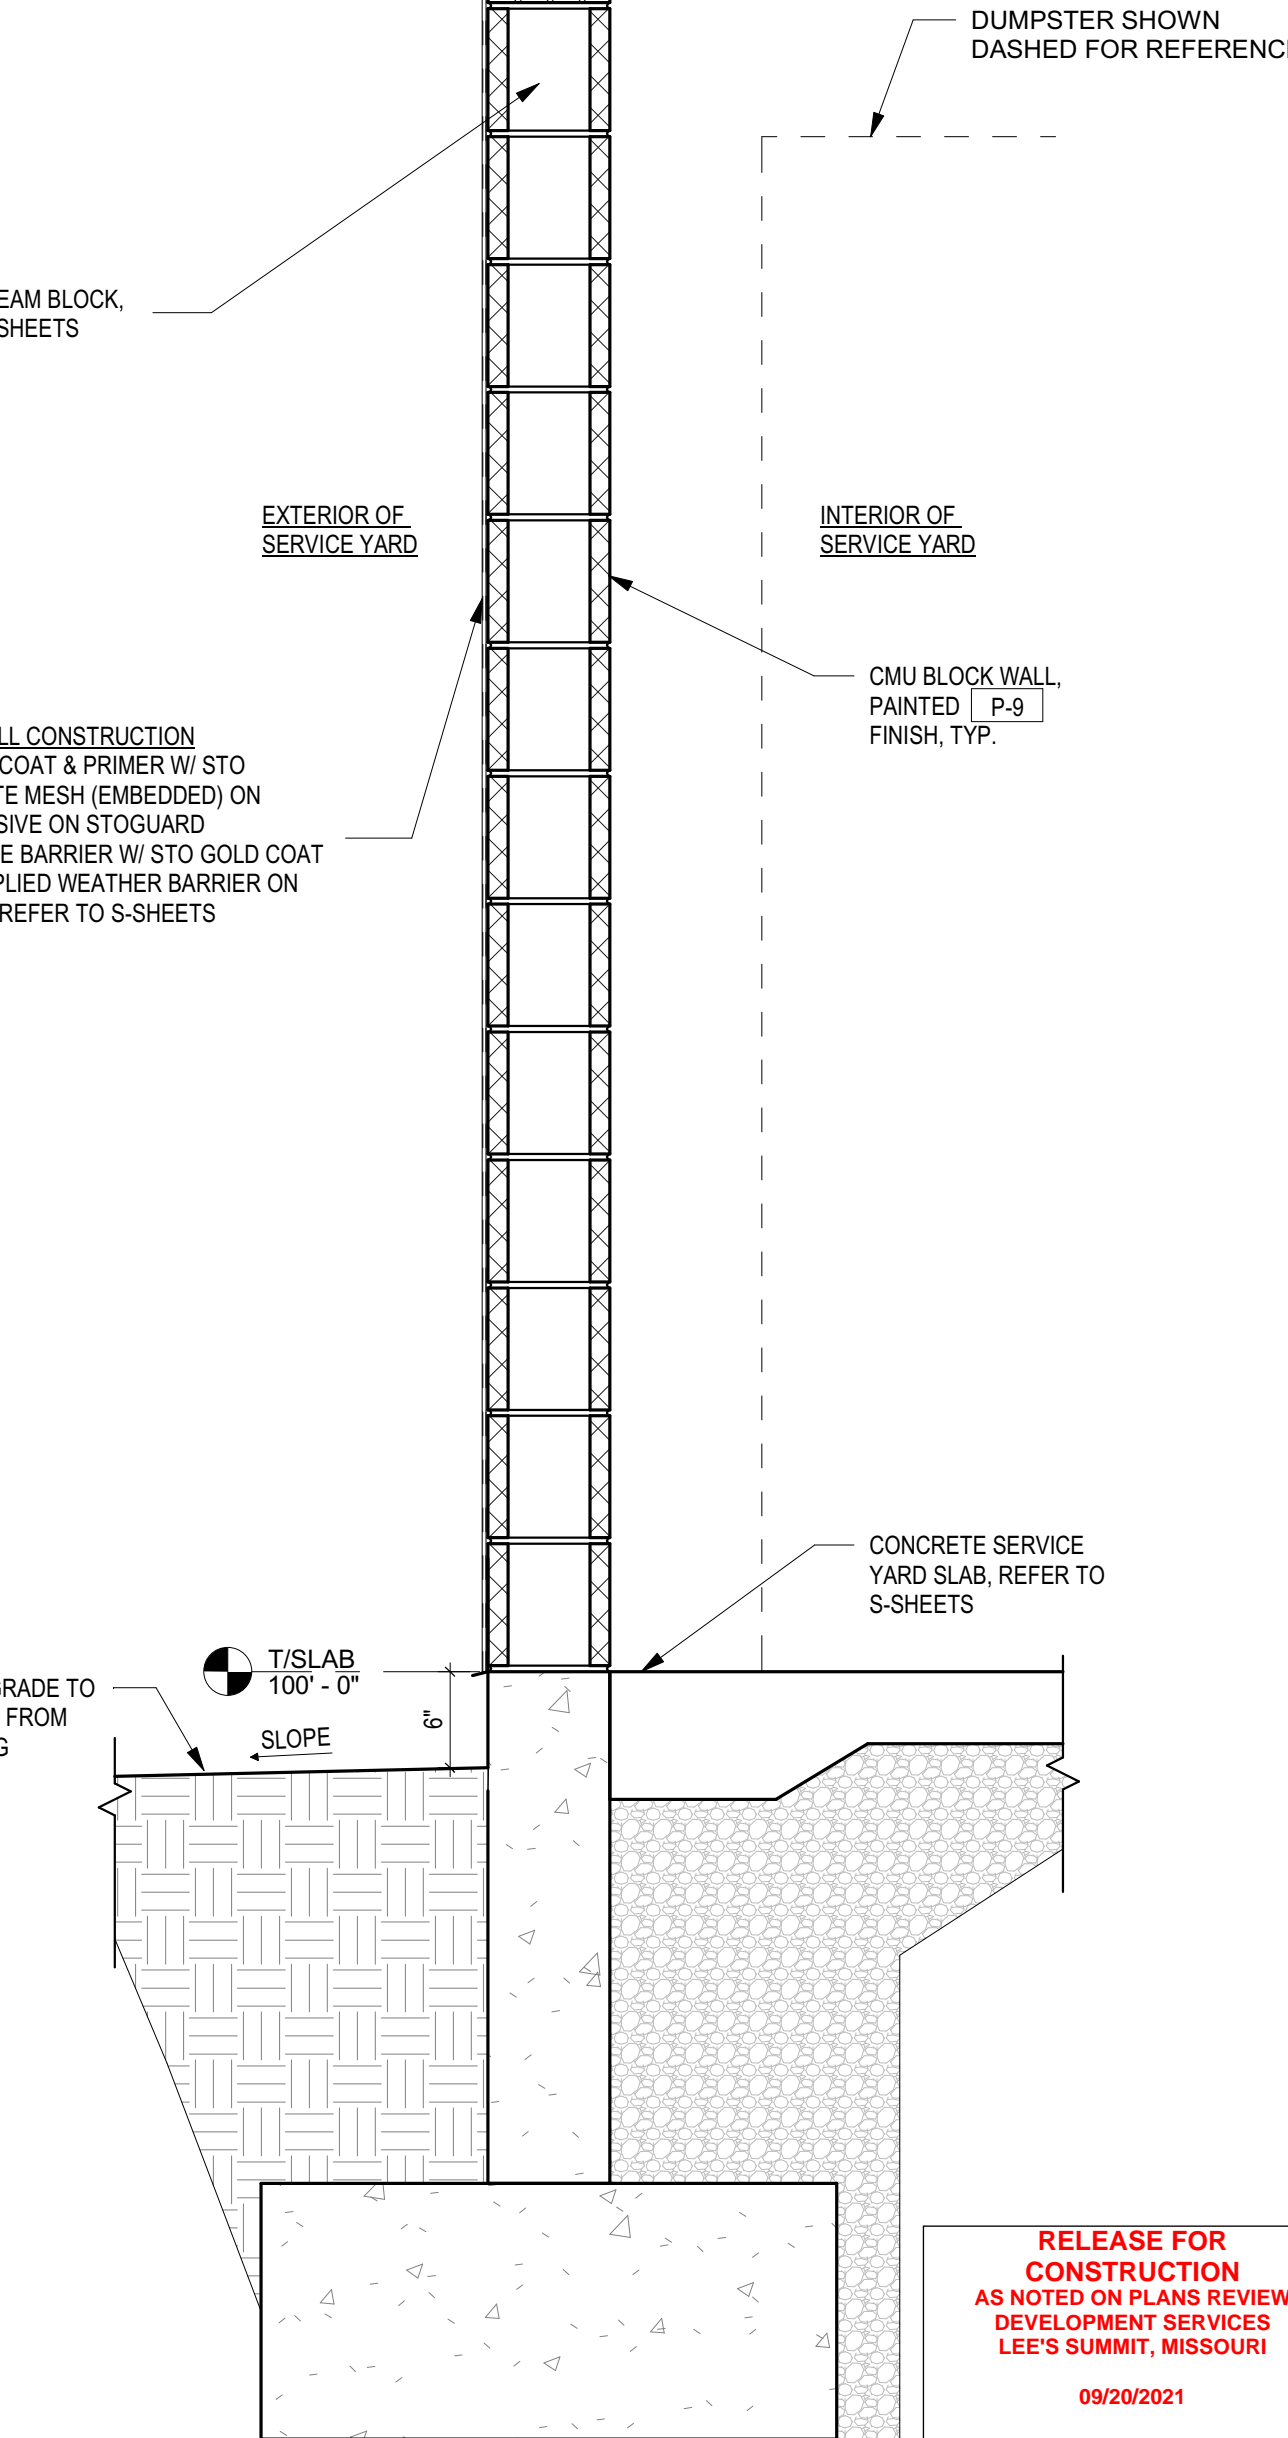 DUMPSTER SHOWN
DASHED FOR REFERENC
EAM BLOCK,
SHEETS
EXTERIOR OF
SERVICE YARD
INTERIOR OF
SERVICE YARD
CMU BLOCK WALL,
PAINTED P-9
FINISH, TYP.
LL CONSTRUCTION
COAT & PRIMER W/ STO
TE MESH (EMBEDDED) ON
SIVE ON STOGUARD
E BARRIER W/ STO GOLD COAT
PLIED WEATHER BARRIER ON
REFER TO S-SHEETS
CONCRETE SERVICE
YARD SLAB, REFER TO
S-SHEETS
T/SLAB
100' - 0"
GRADE TO
FROM
G
6"
SLOPE
RELEASE FOR
CONSTRUCTION
AS NOTED ON PLANS REVIEW
DEVELOPMENT SERVICES
LEE'S SUMMIT, MISSOURI
09/20/2021